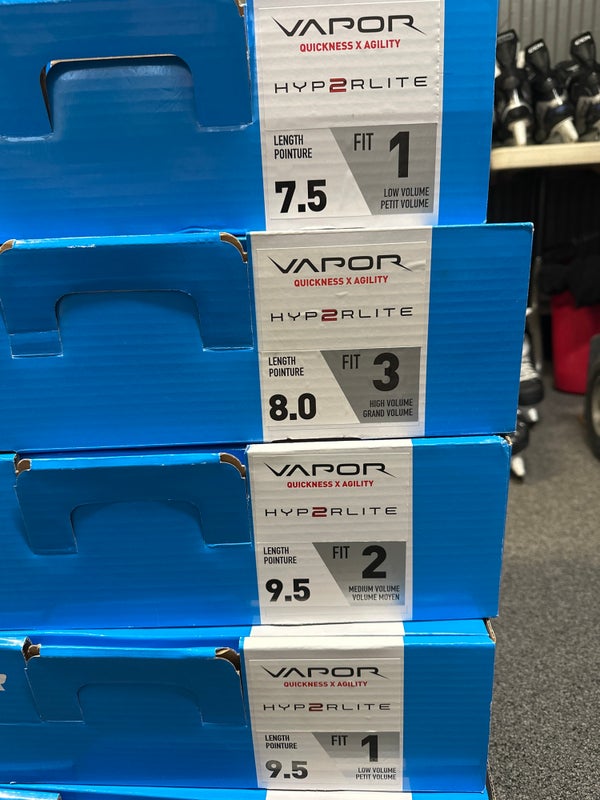 VAPOR
QUICKNESS X AGILITY
HYP2RLITE
LENGTH
POINTURE
7.5
FIT 1
LOW VOLUME
PETIT VOLUME
VAPOR
QUICKNESS X AGILITY
HYP2RLITE
LENGTH
POINTURE
8.0
FIT 3
HIGH VOLUME
GRAND VOLUME
VAPOR
QUICKNESS X AGILITY
HYP2RLITE
LENGTH
POINTURE
9.5
FIT 2
MEDIUM VOLUME
VOLUME MOYEN
VAPOR
QUICKNESS X AGILITY
HYP2RLITE
LENGTH
POINTURE
9.5
FIT 1
LOW VOLUME
PETIT VOLUME